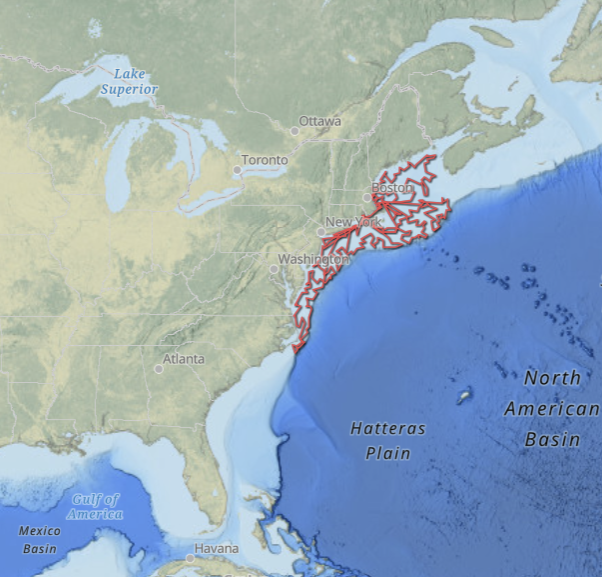 Lake
Superior
Ottawa
Toronto
Boston
New York
Washington
Atlanta
North
American
Basin
Hatteras
Plain
Gulf of
America
Mexico
Basin
Havana